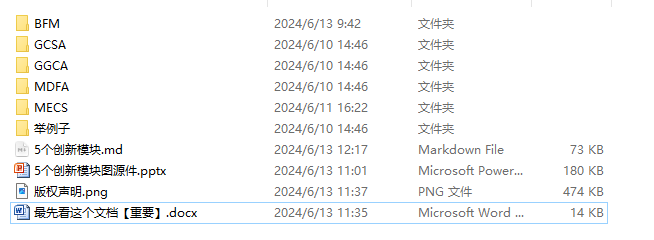 BFM 2024/6/13 9:42 文件夹
GCSA 2024/6/10 14:46 文件夹
GGCA 2024/6/10 14:46 文件夹
MDFA 2024/6/10 14:46 文件夹
MECS 2024/6/11 16:22 文件夹
举例子 2024/6/10 14:46 文件夹
5个创新模块.md 2024/6/13 12:17 Markdown File 73 KB
5个创新模块图源件.pptx 2024/6/13 11:01 Microsoft Power... 180 KB
版权声明.png 2024/6/13 11:37 PNG 文件 474 KB
最先看这个文档【重要】.docx 2024/6/13 11:35 Microsoft Word ... 14 KB